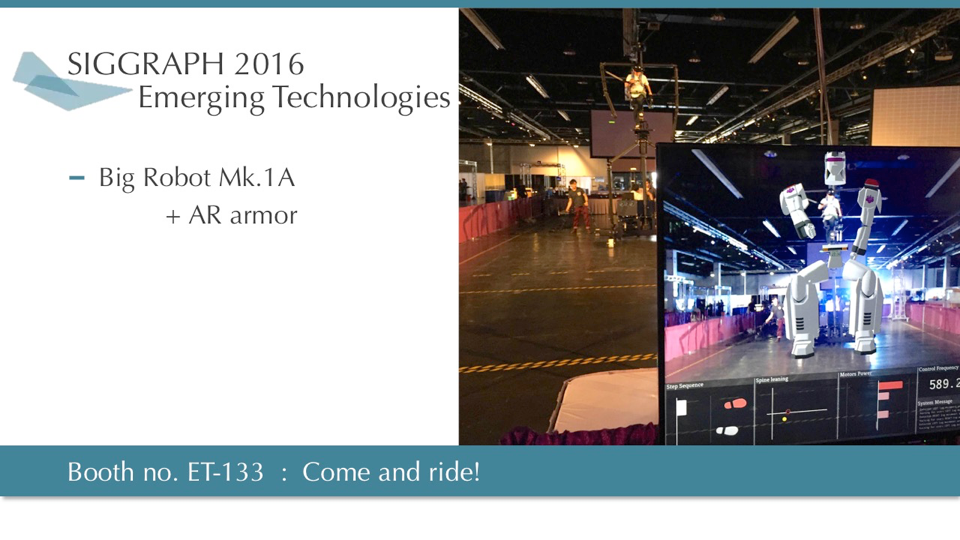 SIGGRAPH 2016
Emerging Technologies
– Big Robot Mk.1A
+ AR armor
Step Sequence
Spine leaning
Motors Power
Control Frequency
589.2
System Message
Booth no. ET-133 : Come and ride!